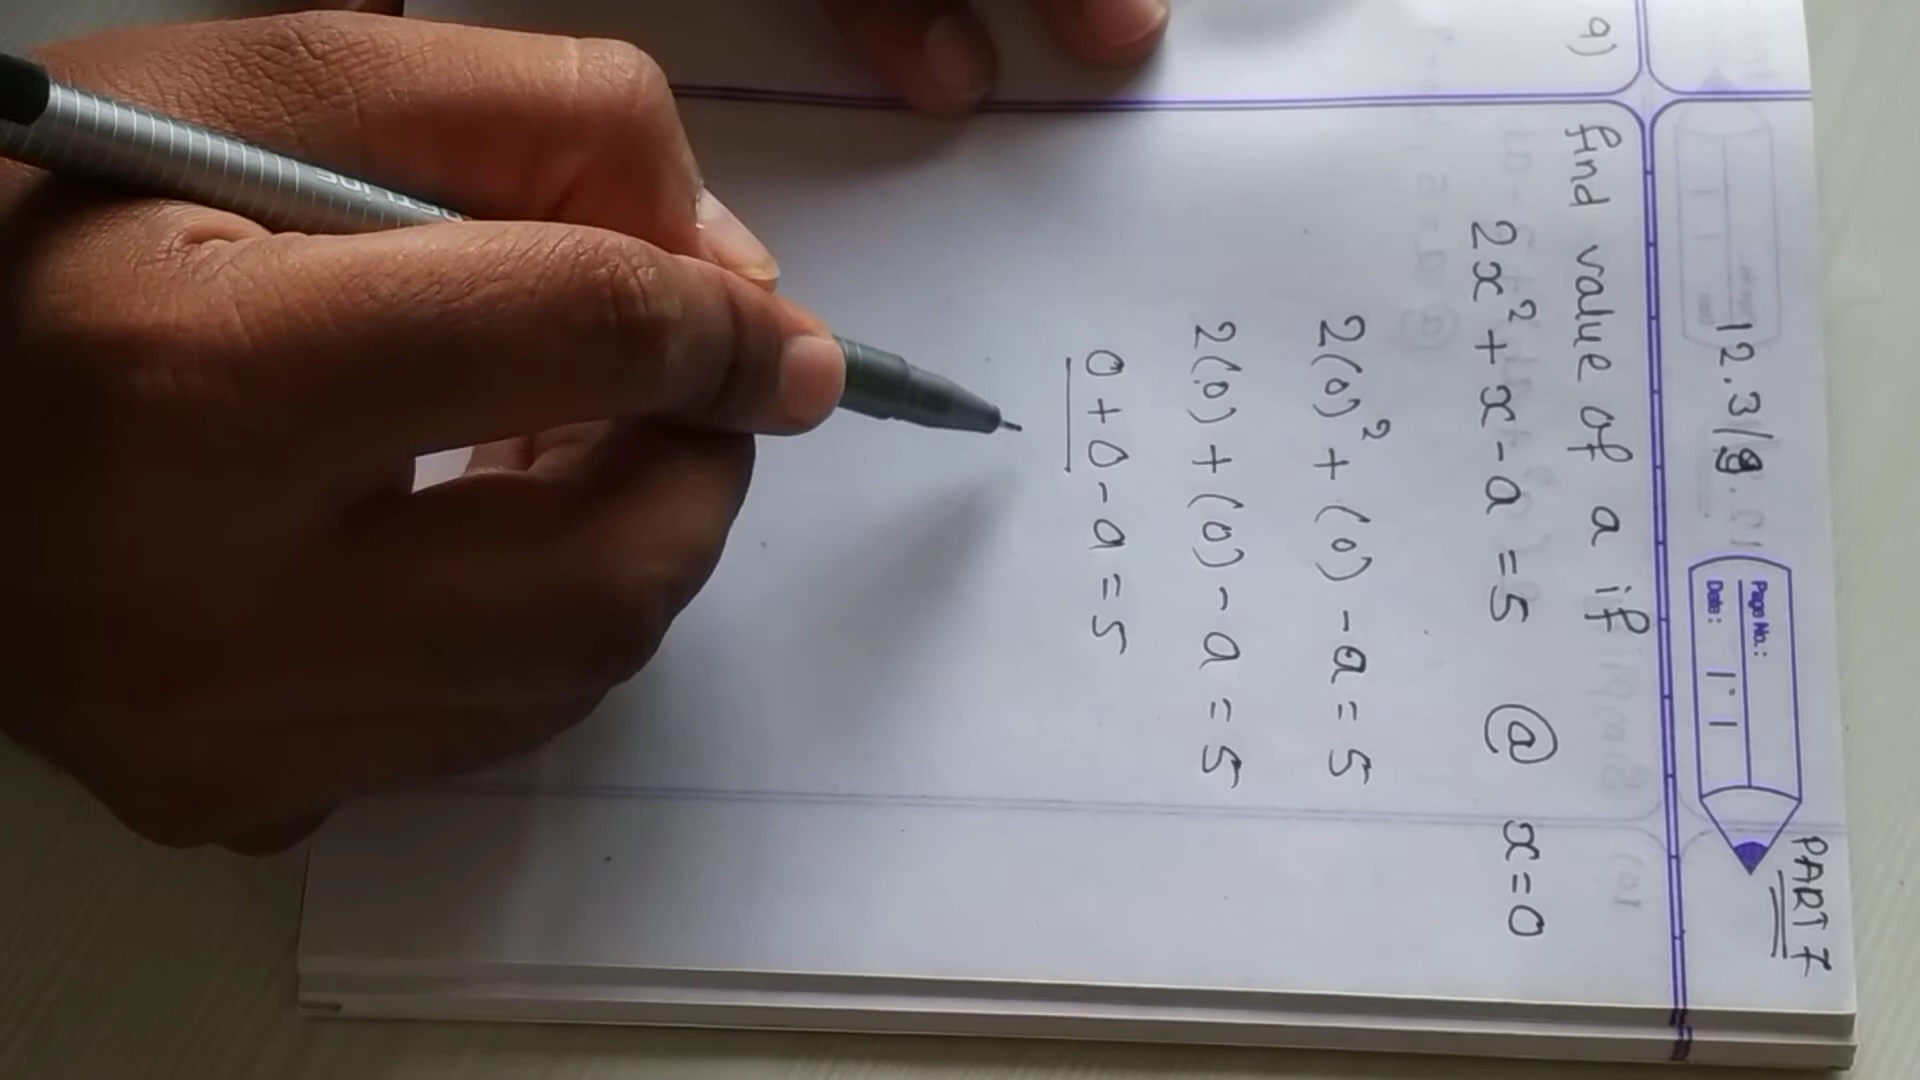 PART 7
12.3/9.
Page No.:
Date:
9) find value of a if
2x² + x - a = 5 @ x = 0
2(0)² + (0) - a = 5
2(0) + (0) - a = 5
0 + 0 - a = 5